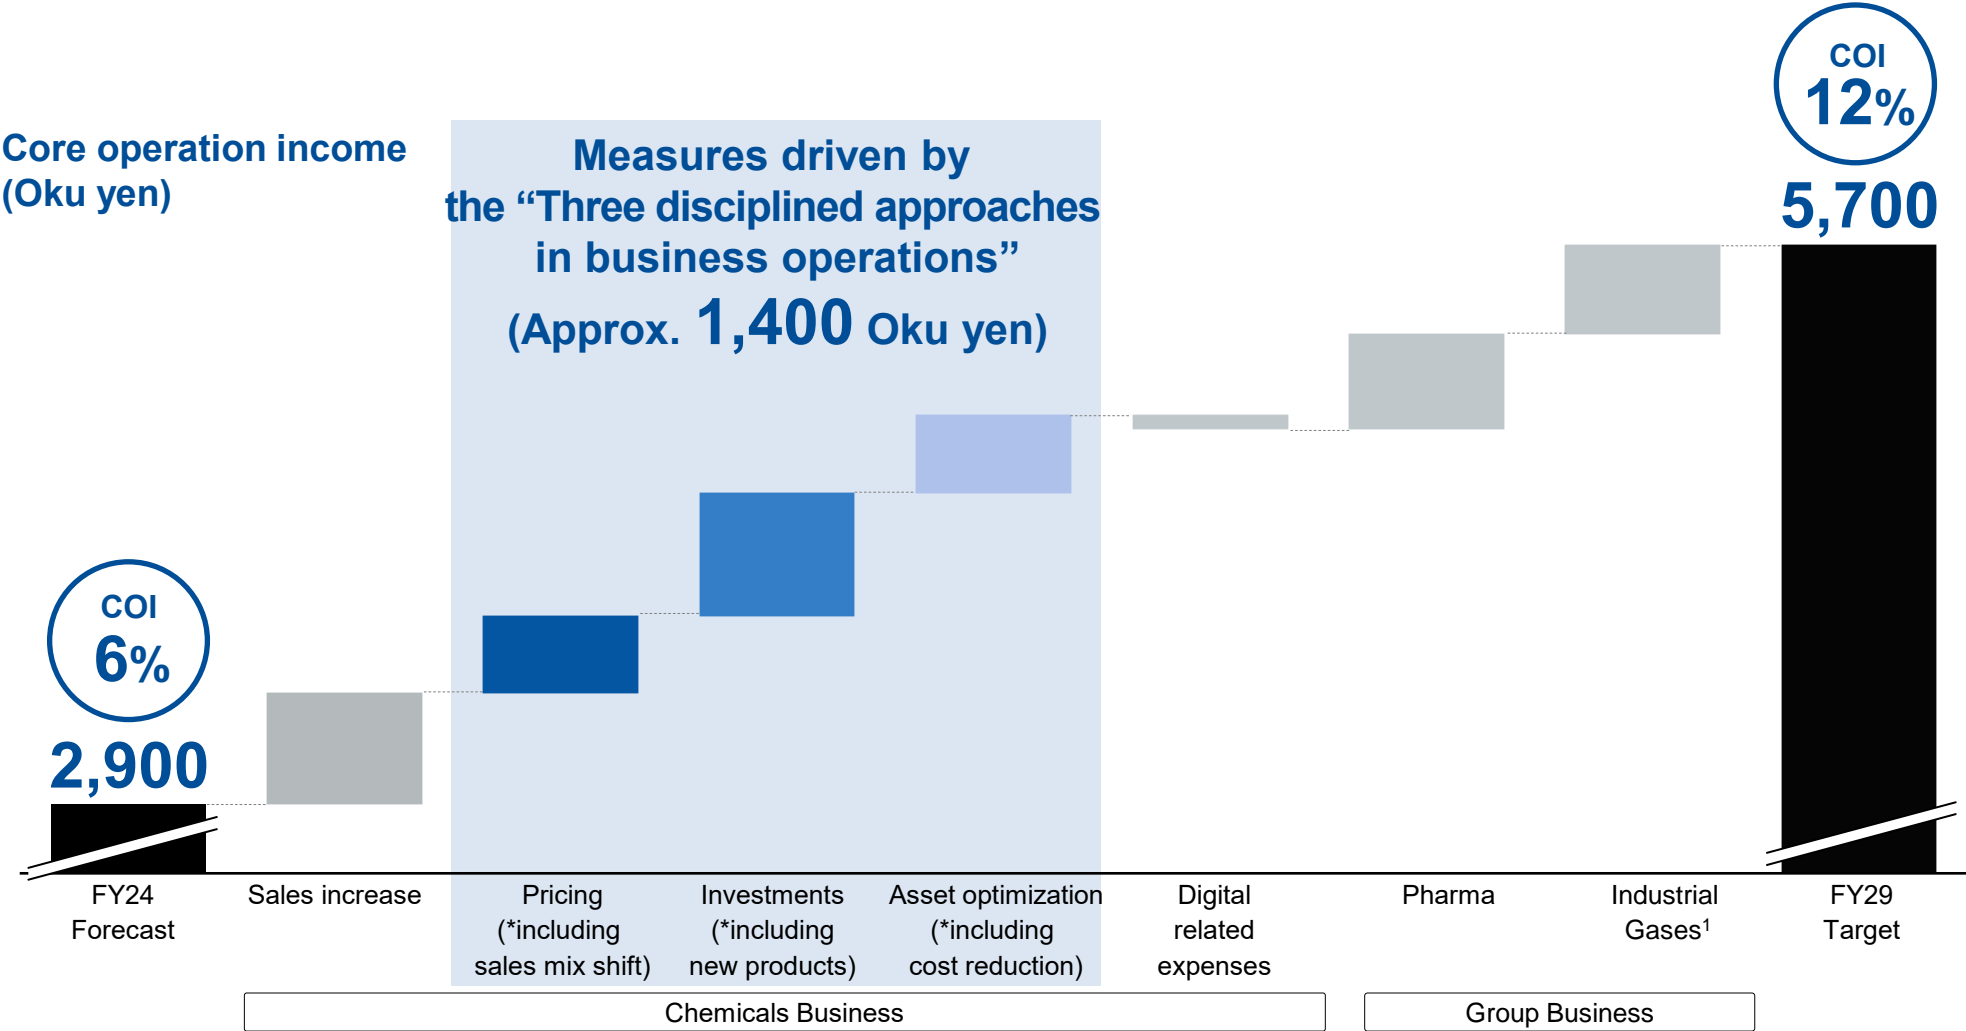 COI
12%
5,700
Core operation income
(Oku yen)
Measures driven by
the “Three disciplined approaches
in business operations”
(Approx. 1,400 Oku yen)
COI
6%
2,900
FY24
Forecast
Sales increase
Pricing
(*including
sales mix shift)
Investments
(*including
new products)
Asset optimization
(*including
cost reduction)
Digital
related
expenses
Pharma
Industrial
Gases¹
FY29
Target
Chemicals Business
Group Business